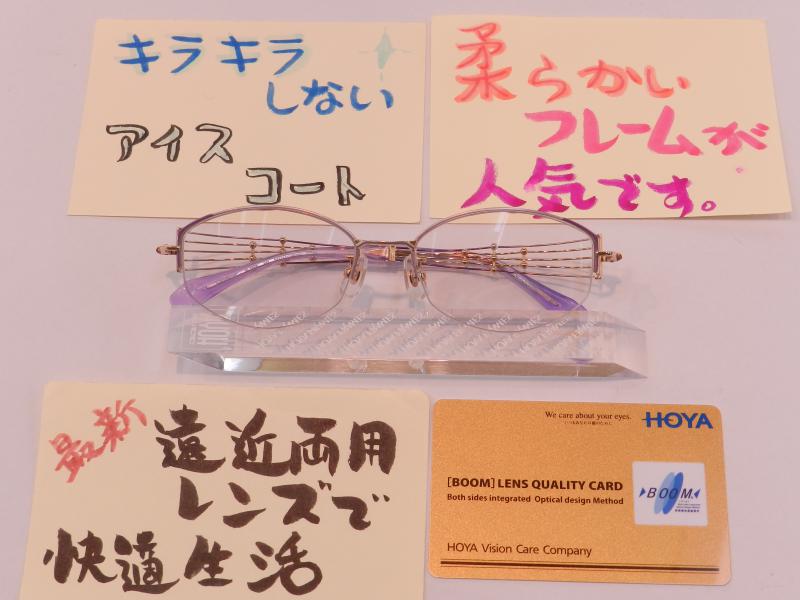 キラキラ
しない
アイス
コート
柔らかい
フレームが
人気です。
最新
遠近両用
レンズで
快適生活
We care about your eyes.
HOYA
[BOOM] LENS QUALITY CARD
Both sides integrated Optical design Method
BOOM
HOYA Vision Care Company